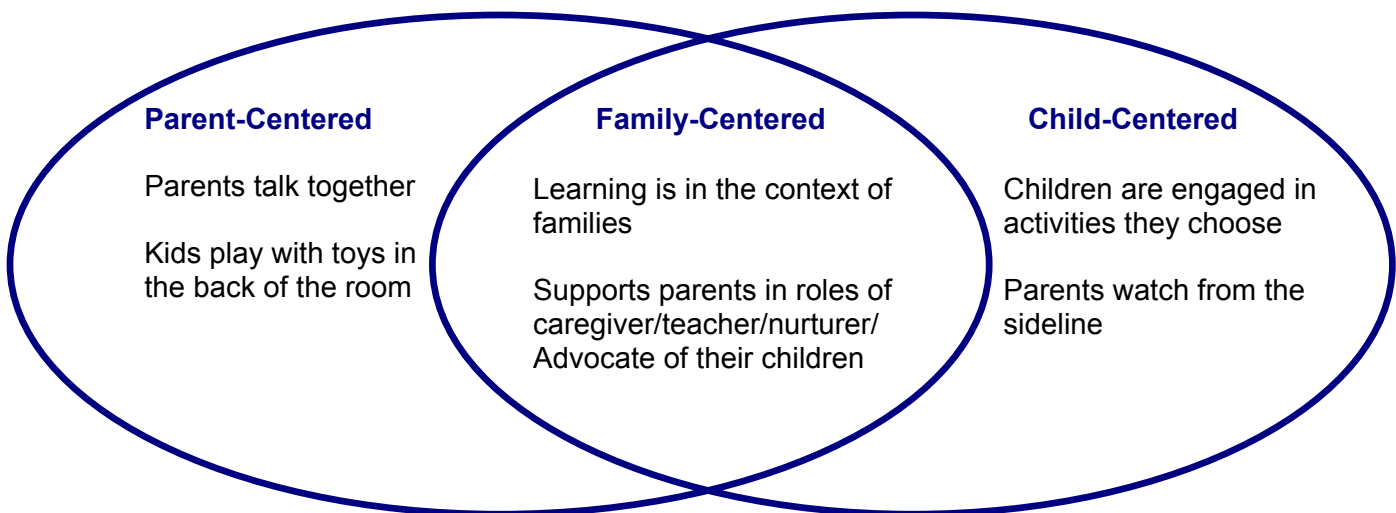 Parent-Centered
Parents talk together
Kids play with toys in
the back of the room
Family-Centered
Learning is in the context of
families
Supports parents in roles of
caregiver/teacher/nurturer/
Advocate of their children
Child-Centered
Children are engaged in
activities they choose
Parents watch from the
sideline